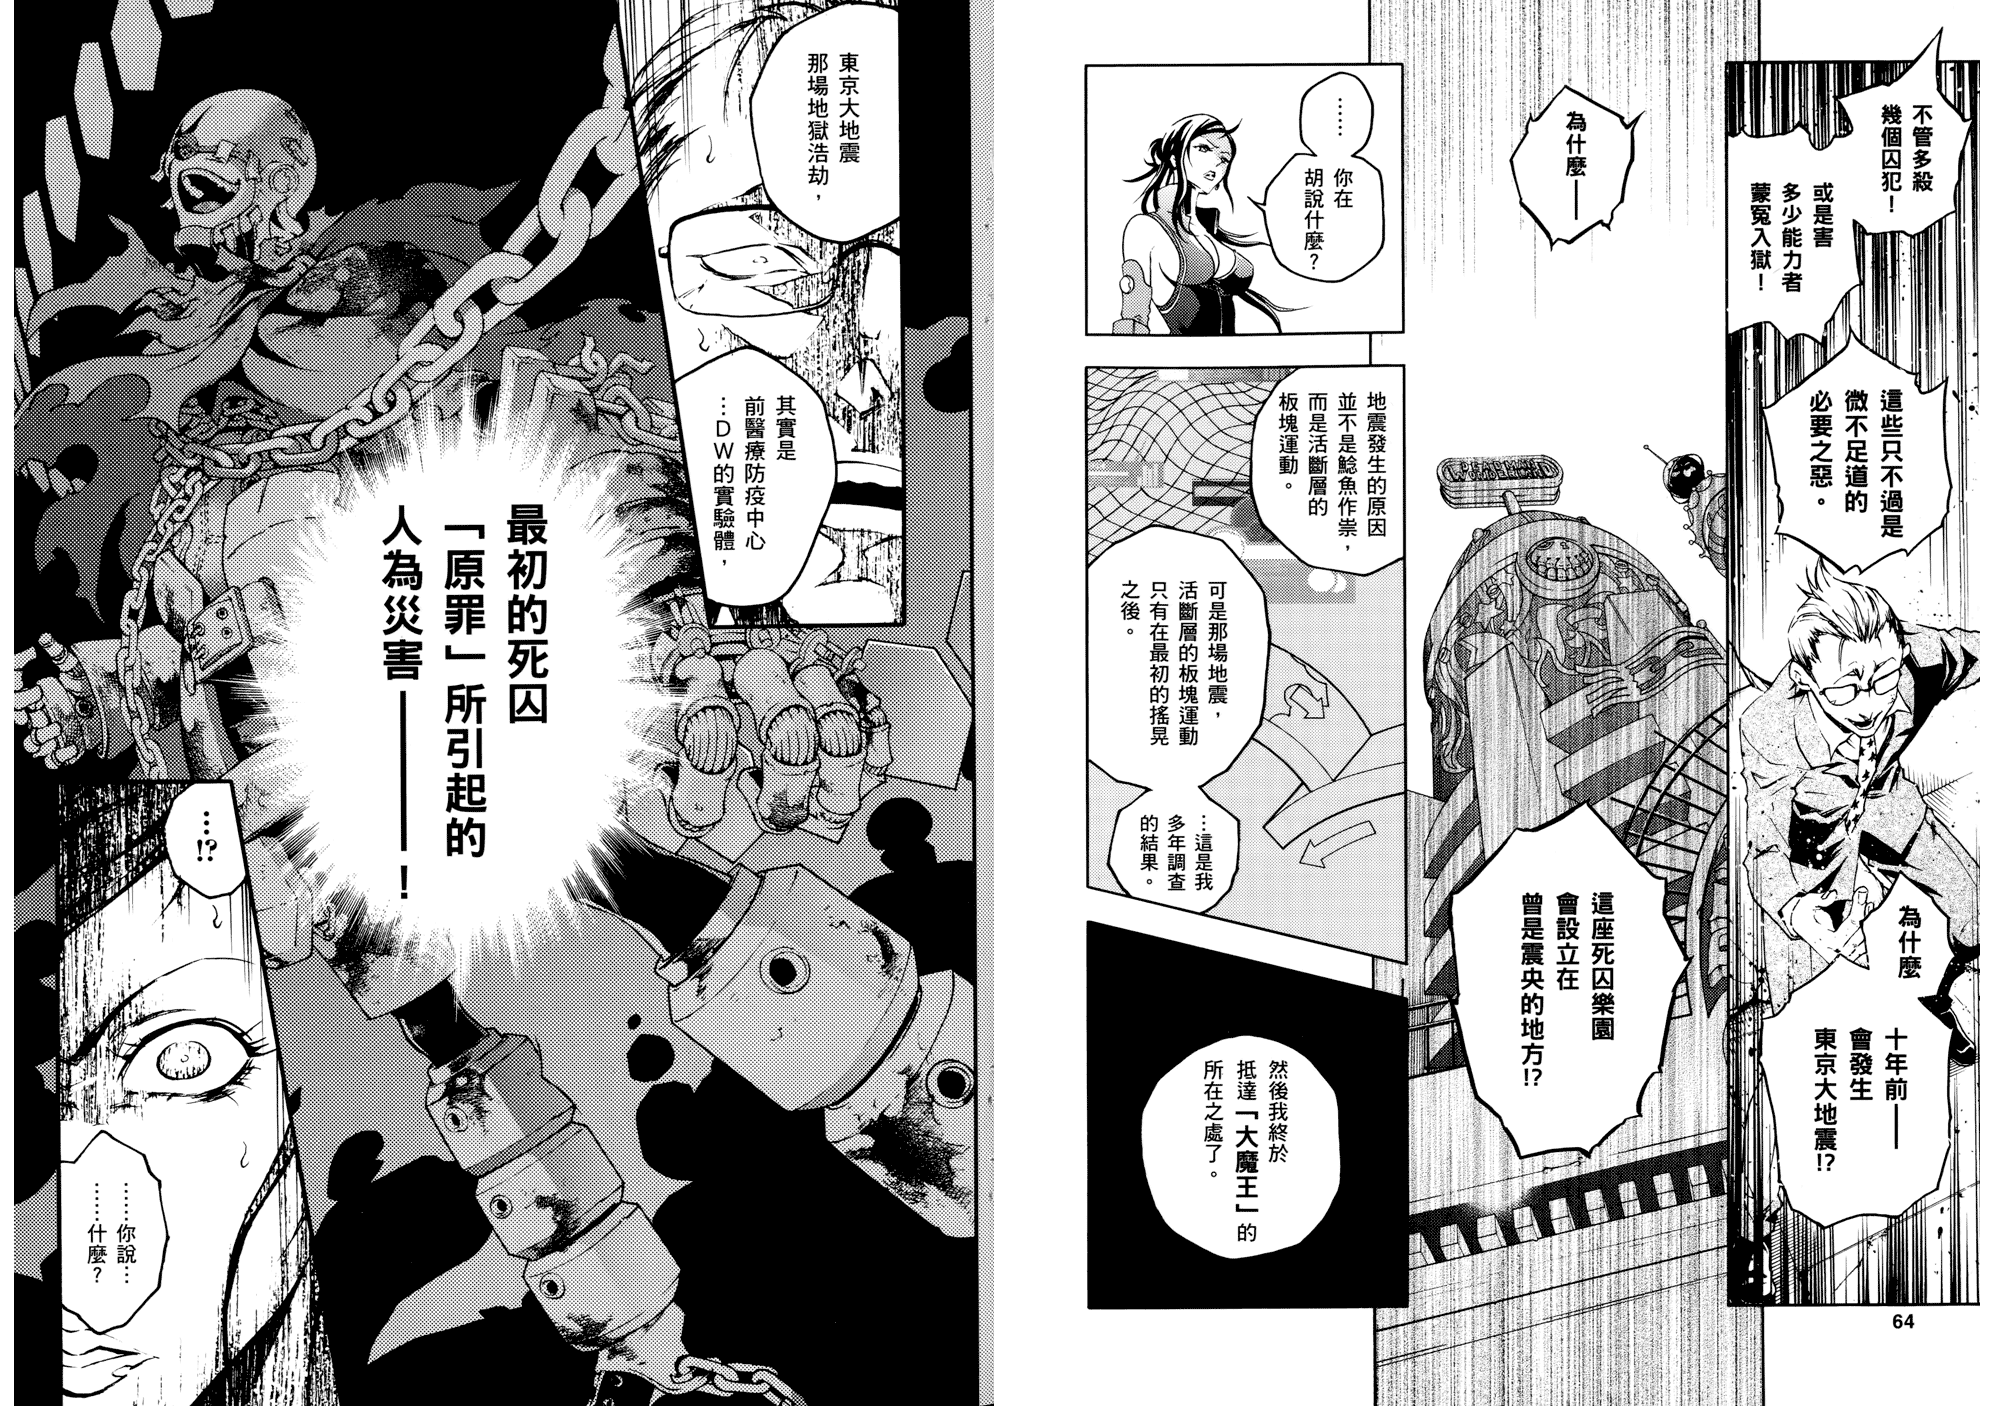 不管多殺
幾個囚犯！
或是害
多少能力者
蒙冤入獄！
這些只不過是
微不足道的
必要之惡。
為什麼
十年前——
會發生
東京大地震!?
為什麼——
DEADMAN
WONDERLAND
這座死囚樂園
會設立在
曾是震央的地方!?
……
你在
胡說什麼？
地震發生的原因
並不是鯰魚作祟，
而是活斷層的
板塊運動。
可是那場地震，
活斷層的板塊運動
只有在最初的搖晃
之後。
…這是我
多年調查
的結果。
然後我終於
抵達「大魔王」的
所在之處了。
64
東京大地震
那場地獄浩劫，
其實是
前醫療防疫中心
…DW的實驗體，
最初的死囚
「原罪」所引起的
人為災害——！
…!?
……你說…
……什麼？